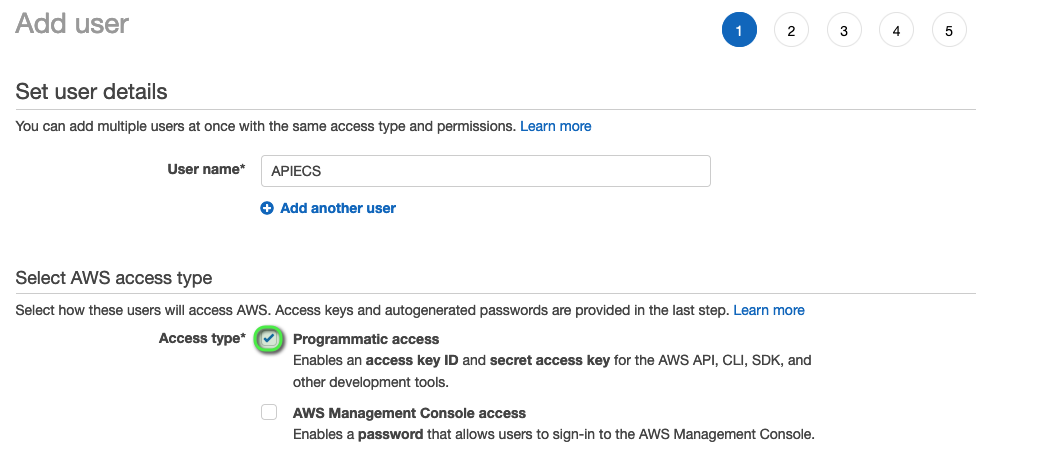 Add user
1 2 3 4 5
Set user details
You can add multiple users at once with the same access type and permissions. Learn more
User name* APIECS
Add another user
Select AWS access type
Select how these users will access AWS. Access keys and autogenerated passwords are provided in the last step. Learn more
Access type* Programmatic access
Enables an access key ID and secret access key for the AWS API, CLI, SDK, and
other development tools.
AWS Management Console access
Enables a password that allows users to sign-in to the AWS Management Console.